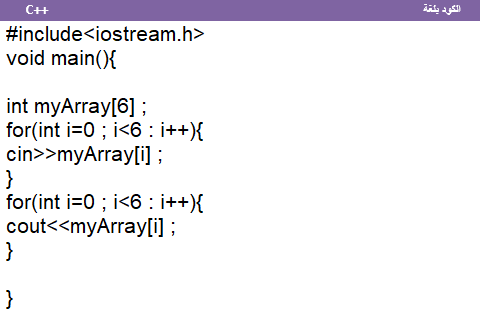 الكود بلغة C++
#include<iostream.h>
void main(){
int myArray[6] ;
for(int i=0 ; i<6 : i++){
cin>>myArray[i] ;
}
for(int i=0 ; i<6 : i++){
cout<<myArray[i] ;
}
}